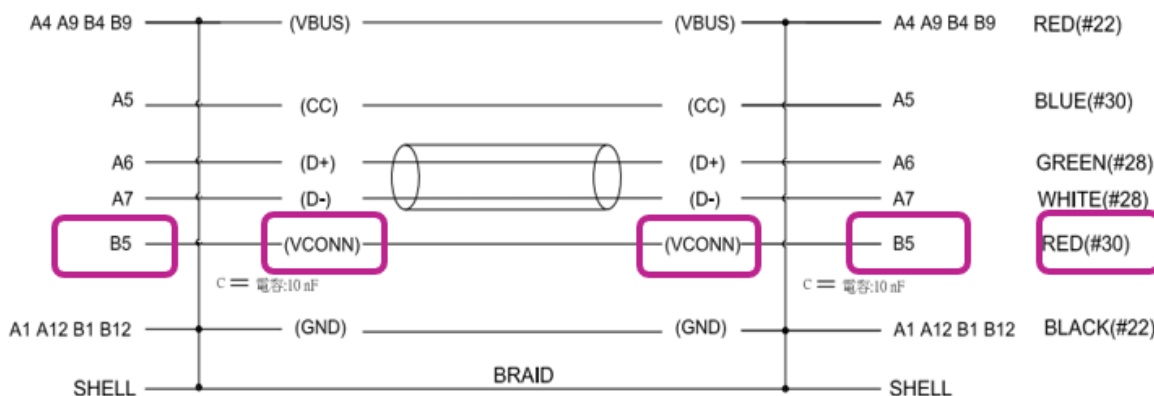 A4 A9 B4 B9 (VBUS) (VBUS) A4 A9 B4 B9 RED(#22)
A5 (CC) (CC) A5 BLUE(#30)
A6 (D+) (D+) A6 GREEN(#28)
A7 (D-) (D-) A7 WHITE(#28)
B5 (VCONN) (VCONN) B5 RED(#30)
C 電容:10 nF C 電容:10 nF
A1 A12 B1 B12 (GND) (GND) A1 A12 B1 B12 BLACK(#22)
SHELL BRAID SHELL